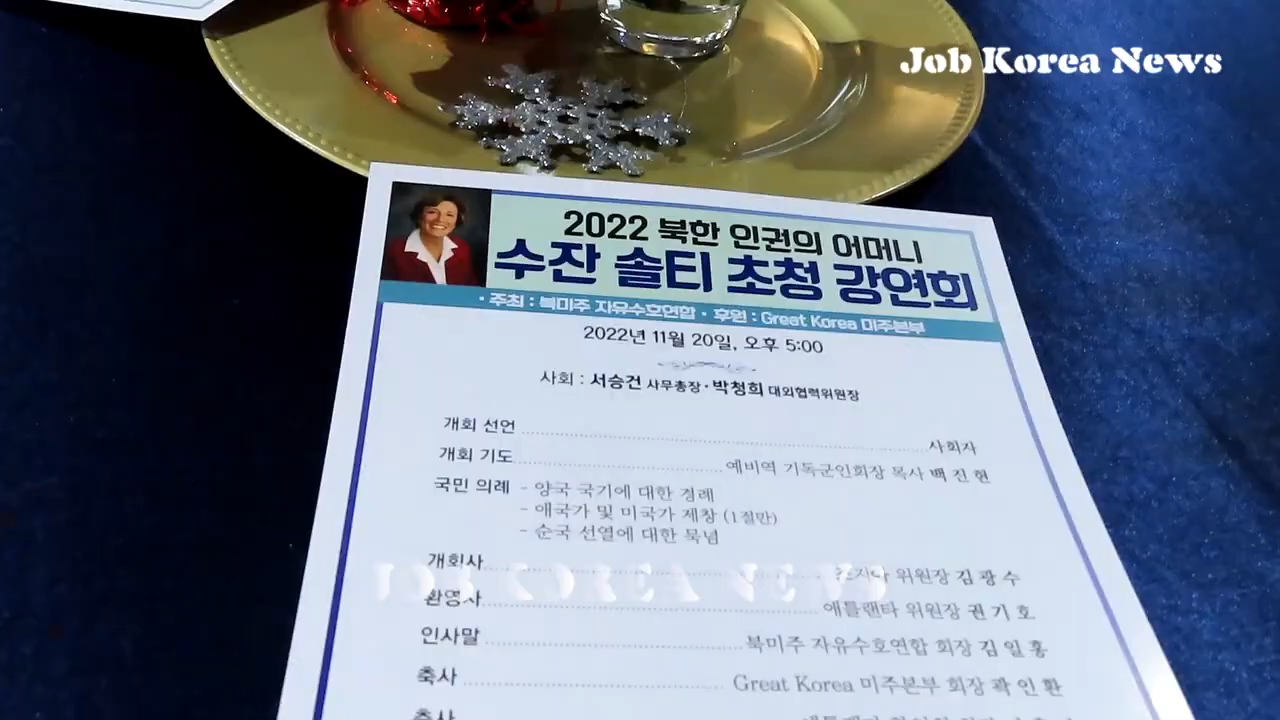 Job Korea News
2022 북한 인권의 어머니
수잔 솔티 초청 강연회
· 주최 : 북미주 자유수호연합 · 후원 : Great Korea 미주본부
2022년 11월 20일, 오후 5:00
사회 : 서승건 사무총장 · 박청희 대외협력위원장
개회 선언 사회자
개회 기도 예비역 기독군인회장 목사 백 진 현
국민 의례 - 양국 국기에 대한 경례
- 애국가 및 미국가 제창 (1절만)
- 순국 선열에 대한 묵념
개회사 위원장 김 광 수
JOB KOREA NEWS
환영사 애틀랜타 위원장 권 기 호
인사말 북미주 자유수호연합 회장 김 일 홍
축사 Great Korea 미주본부 회장 곽 인 환
축사